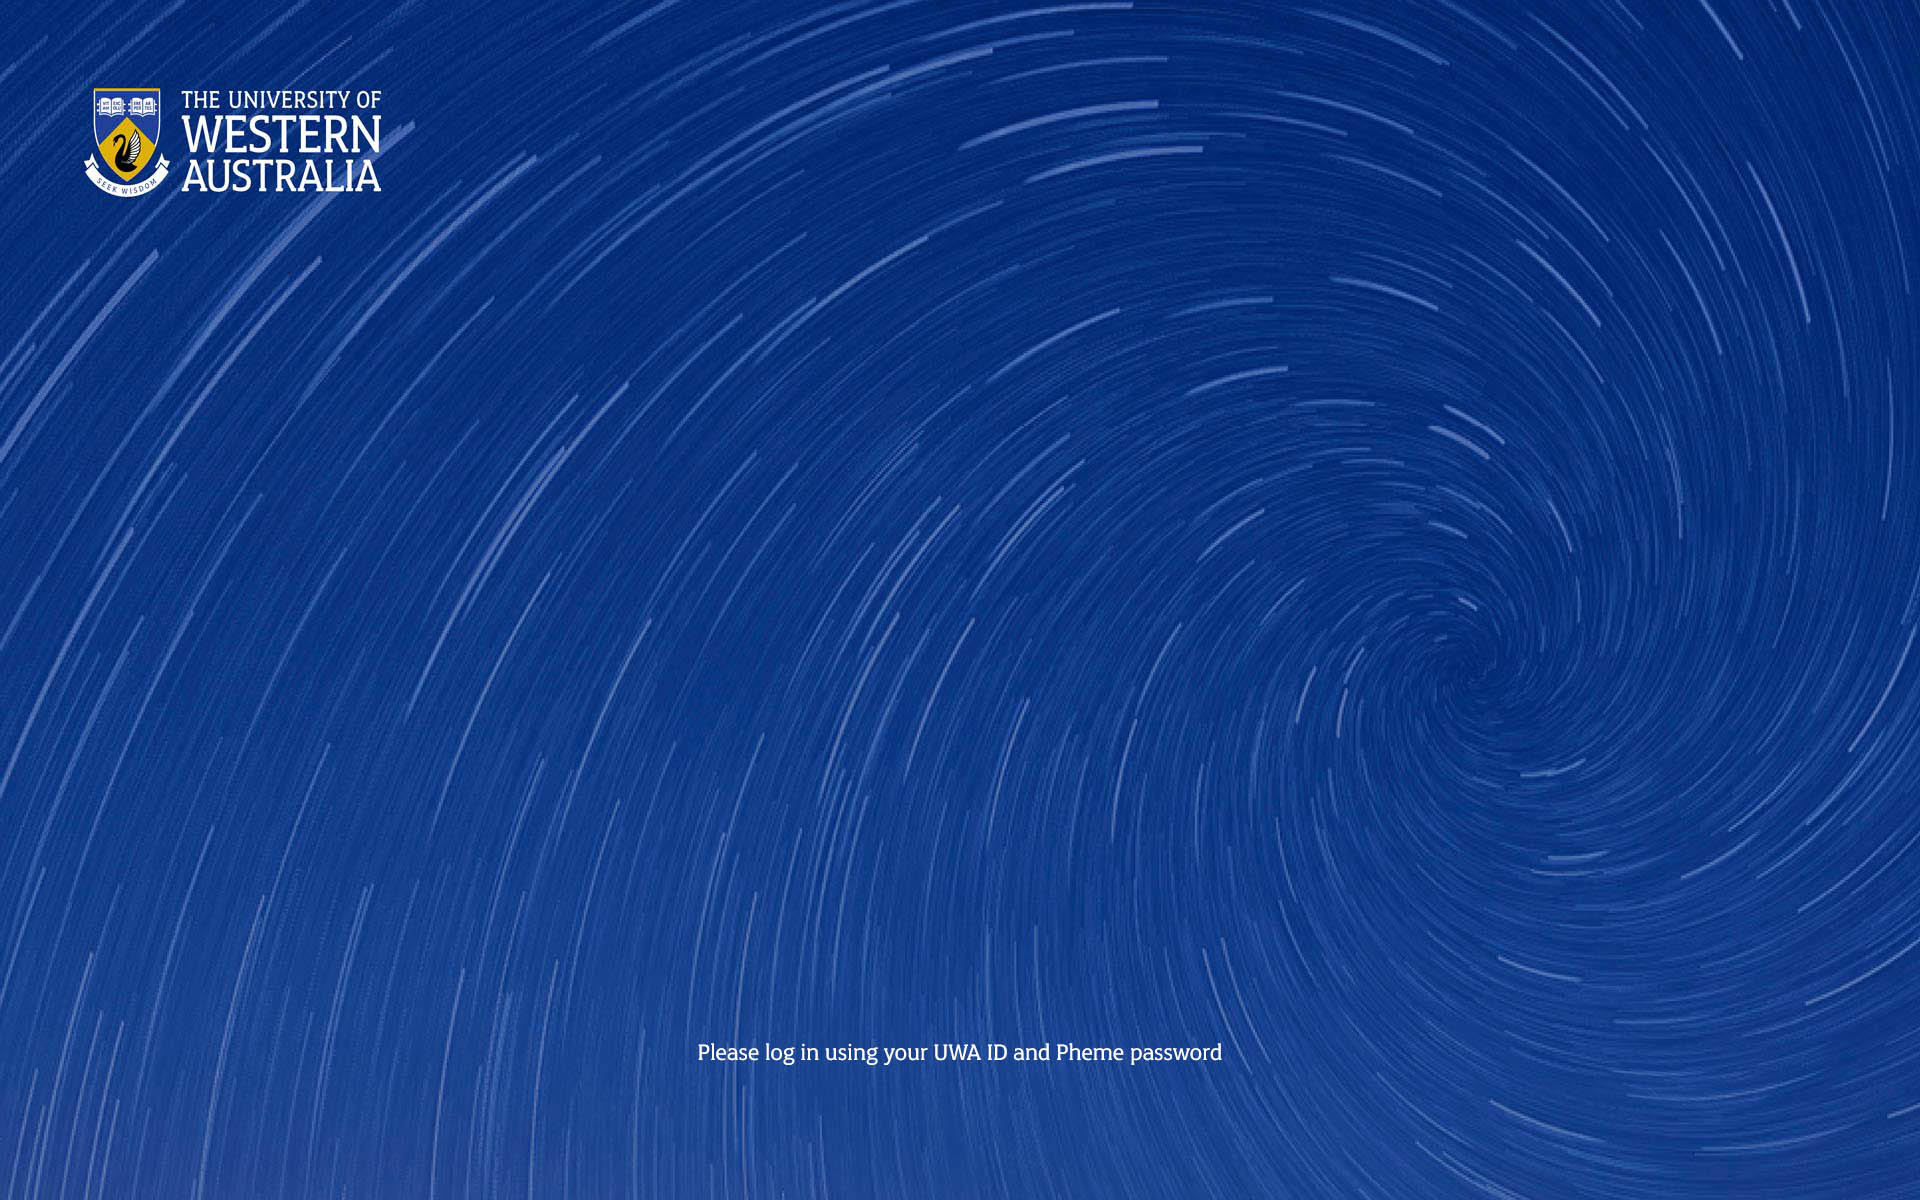 THE UNIVERSITY OF
WESTERN
AUSTRALIA
SEEK WISDOM
Please log in using your UWA ID and Pheme password